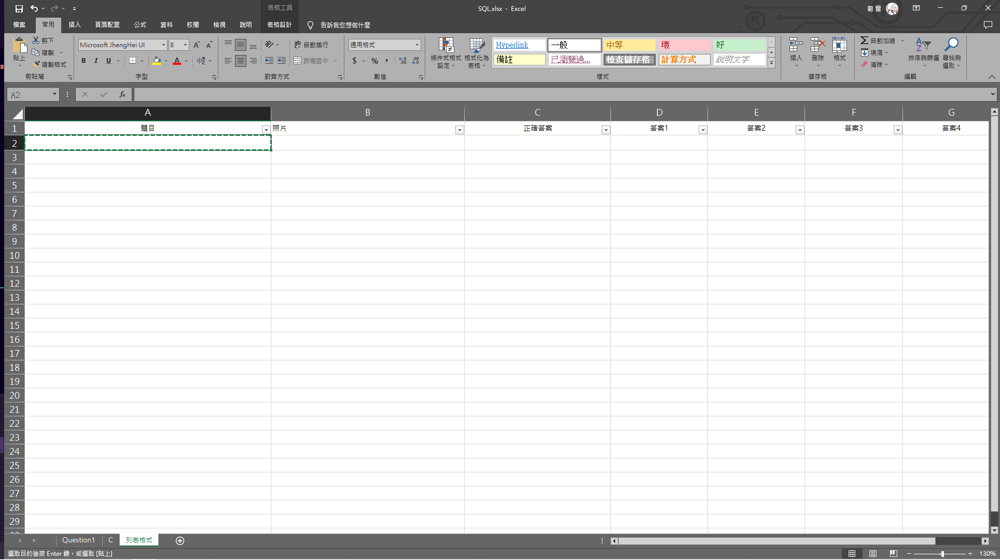 表格工具
SQL.xlsx - Excel
龍 雷
檔案 常用 插入 頁面配置 公式 資料 校閱 檢視 說明 表格設計 告訴我您想做什麼
貼上
剪下
複製
複製格式
剪貼簿
Microsoft JhengHei UI 8
B I U
字型
自動換行
跨欄置中
對齊方式
通用格式
$ % ,
數值
條件式格式設定
格式化為表格
Hyperlink 一般 中等 壞 好
備註 已瀏覽過... 檢查儲存格 計算方式 說明文字
樣式
插入 刪除 格式
儲存格
自動加總
填滿
清除
排序與篩選
尋找與選取
編輯
A2
fx
A B C D E F G
1 題目 照片 正確答案 答案1 答案2 答案3 答案4
2
3
4
5
6
7
8
9
10
11
12
13
14
15
16
17
18
19
20
21
22
23
24
25
26
27
28
29
Question1 C 列表格式
選取目的後按 Enter 鍵，或選取 [貼上]
130%